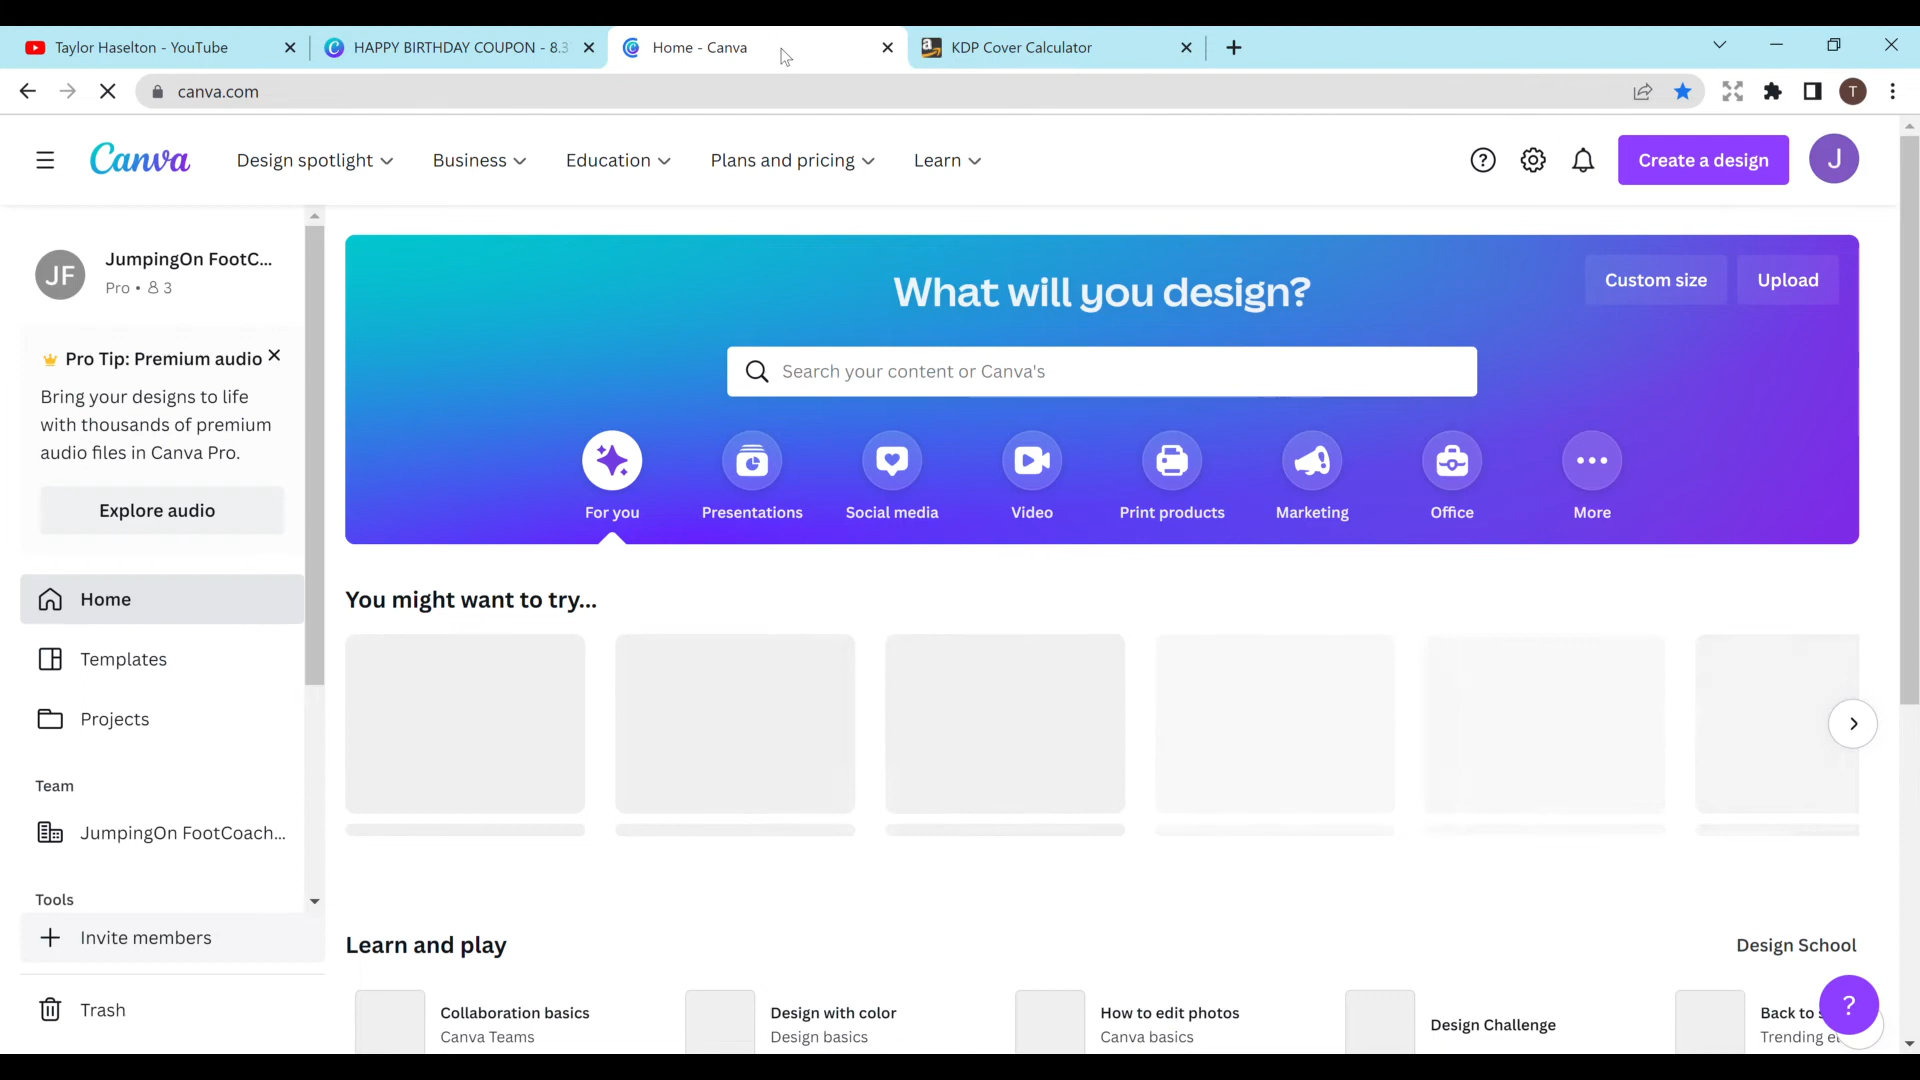 Taylor Haselton - YouTube
HAPPY BIRTHDAY COUPON - 8.3
Home - Canva
KDP Cover Calculator
canva.com
T
Canva
Design spotlight
Business
Education
Plans and pricing
Learn
Create a design
J
JF
JumpingOn FootC...
Pro • 3
Pro Tip: Premium audio
Bring your designs to life
with thousands of premium
audio files in Canva Pro.
Explore audio
Home
Templates
Projects
Team
JumpingOn FootCoach...
Tools
Invite members
Trash
What will you design?
Custom size
Upload
Search your content or Canva's
For you
Presentations
Social media
Video
Print products
Marketing
Office
More
You might want to try...
Learn and play
Design School
Collaboration basics
Canva Teams
Design with color
Design basics
How to edit photos
Canva basics
Design Challenge
Back to
Trending
?